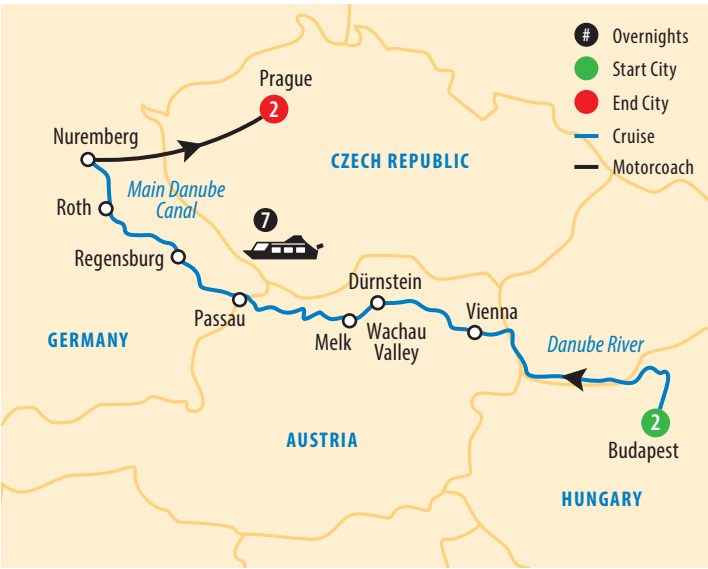 #
Overnights
Start City
End City
Cruise
Motorcoach
Prague
2
Nuremberg
CZECH REPUBLIC
Main Danube
Canal
Roth
7
Regensburg
Dürnstein
Passau
Vienna
Melk
Wachau
Valley
GERMANY
Danube River
2
Budapest
AUSTRIA
HUNGARY